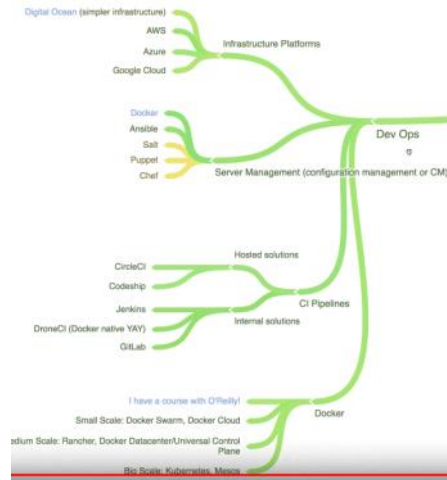 Digital Ocean (simpler infrastructure)
AWS
Azure
Google Cloud
Infrastructure Platforms
Docker
Ansible
Salt
Puppet
Chef
Server Management (configuration management or CM)
Dev Ops
CircleCI
Codeship
Hosted solutions
Jenkins
DroneCI (Docker native YAY)
GitLab
Internal solutions
CI Pipelines
I have a course with O'Reilly!
Small Scale: Docker Swarm, Docker Cloud
edium Scale: Rancher, Docker Datacenter/Universal Control
Plane
Big Scale: Kubernetes, Mesos
Docker